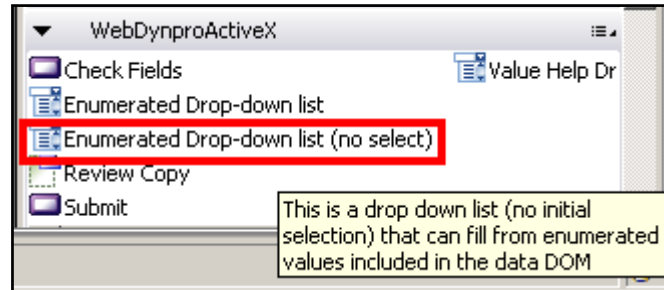 WebDynproActiveX
Check Fields
Value Help Dr
Enumerated Drop-down list
Enumerated Drop-down list (no select)
Review Copy
Submit
This is a drop down list (no initial
selection) that can fill from enumerated
values included in the data DOM